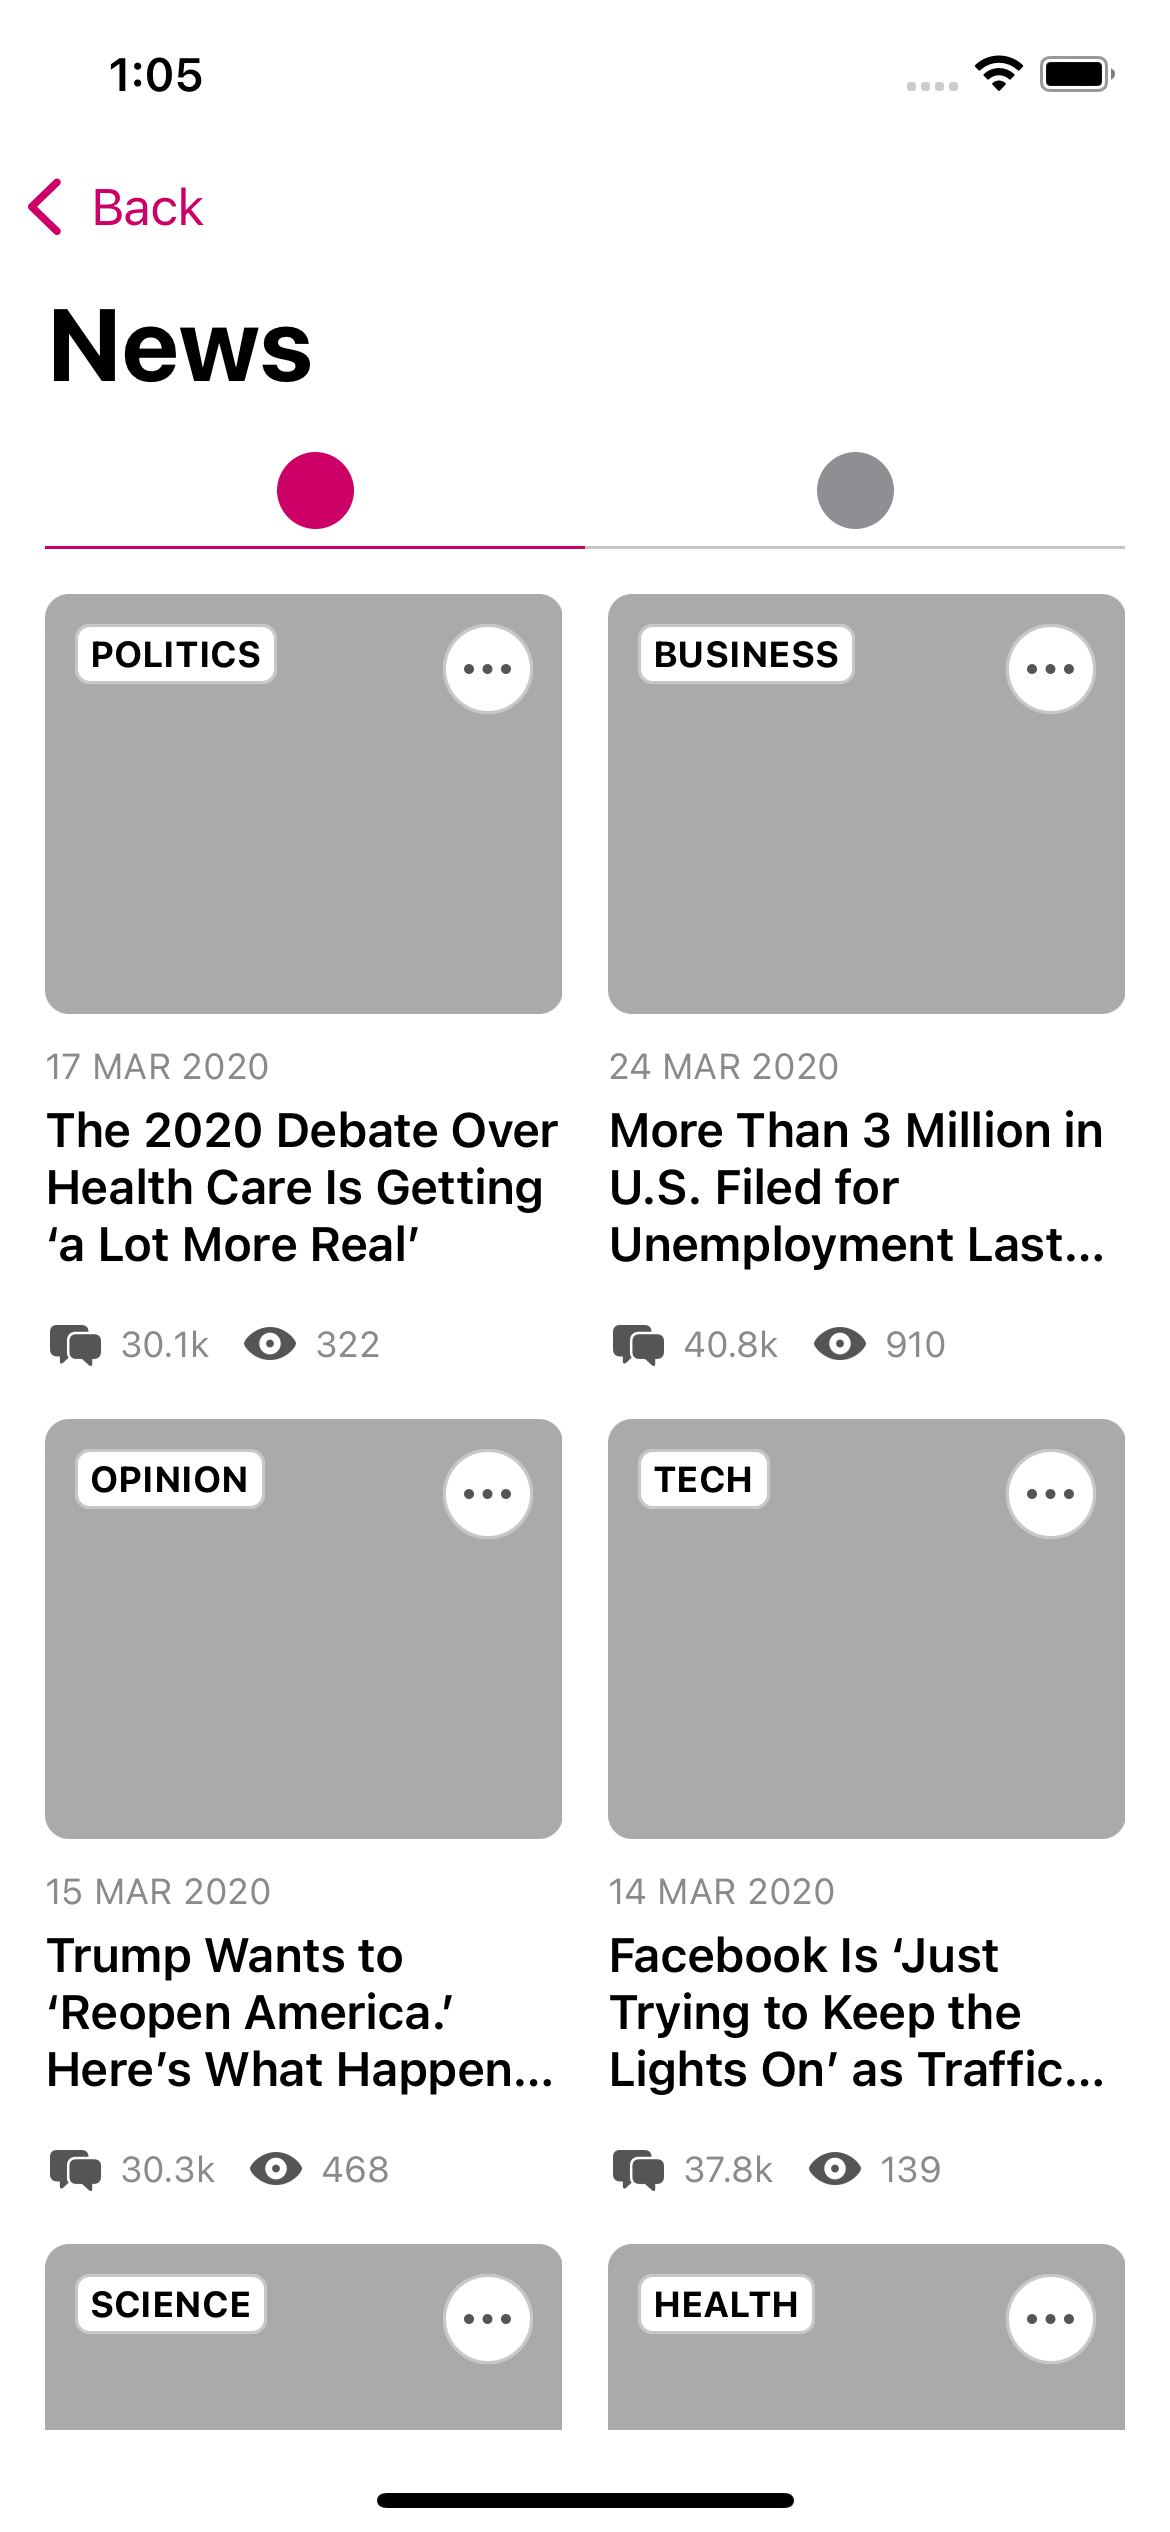 1:05
Back
News
POLITICS
BUSINESS
17 MAR 2020
The 2020 Debate Over
Health Care Is Getting
‘a Lot More Real’
30.1k 322
24 MAR 2020
More Than 3 Million in
U.S. Filed for
Unemployment Last...
40.8k 910
OPINION
TECH
15 MAR 2020
Trump Wants to
‘Reopen America.’
Here’s What Happen...
30.3k 468
14 MAR 2020
Facebook Is ‘Just
Trying to Keep the
Lights On’ as Traffic...
37.8k 139
SCIENCE
HEALTH